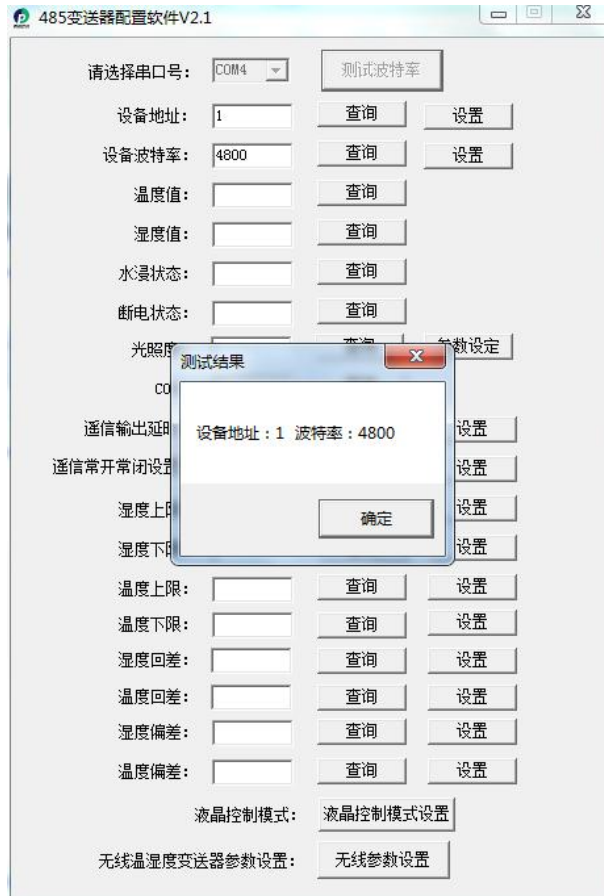 485变送器配置软件V2.1
请选择串口号: COM4 测试波特率
设备地址: 1 查询 设置
设备波特率: 4800 查询 设置
温度值: 查询
湿度值: 查询
水浸状态: 查询
断电状态: 查询
光照度 参数设定
测试结果
CO
设备地址：1 波特率：4800
遥信输出延时 设置
遥信常开常闭设置 设置
确定
湿度上限 设置
湿度下限 设置
温度上限: 查询 设置
温度下限: 查询 设置
湿度回差: 查询 设置
温度回差: 查询 设置
湿度偏差: 查询 设置
温度偏差: 查询 设置
液晶控制模式: 液晶控制模式设置
无线温湿度变送器参数设置: 无线参数设置